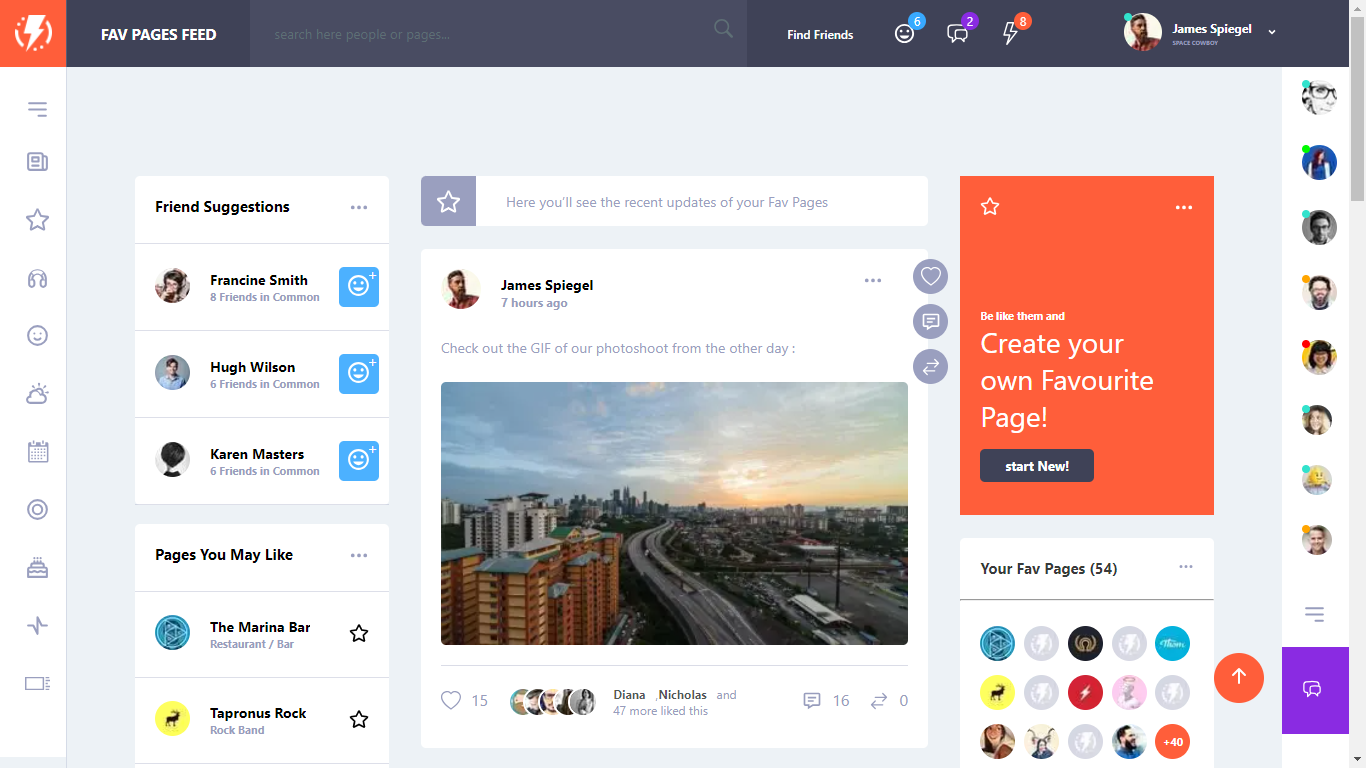 FAV PAGES FEED
search here people or pages...
Find Friends
6
2
8
James Spiegel
SPACE COWBOY
Friend Suggestions
Francine Smith
8 Friends in Common
Hugh Wilson
6 Friends in Common
Karen Masters
6 Friends in Common
Pages You May Like
The Marina Bar
Restaurant / Bar
Tapronus Rock
Rock Band
Here you'll see the recent updates of your Fav Pages
James Spiegel
7 hours ago
Check out the GIF of our photoshoot from the other day :
15
Diana ,Nicholas and
47 more liked this
16
0
Be like them and
Create your
own Favourite
Page!
start New!
Your Fav Pages (54)
+40